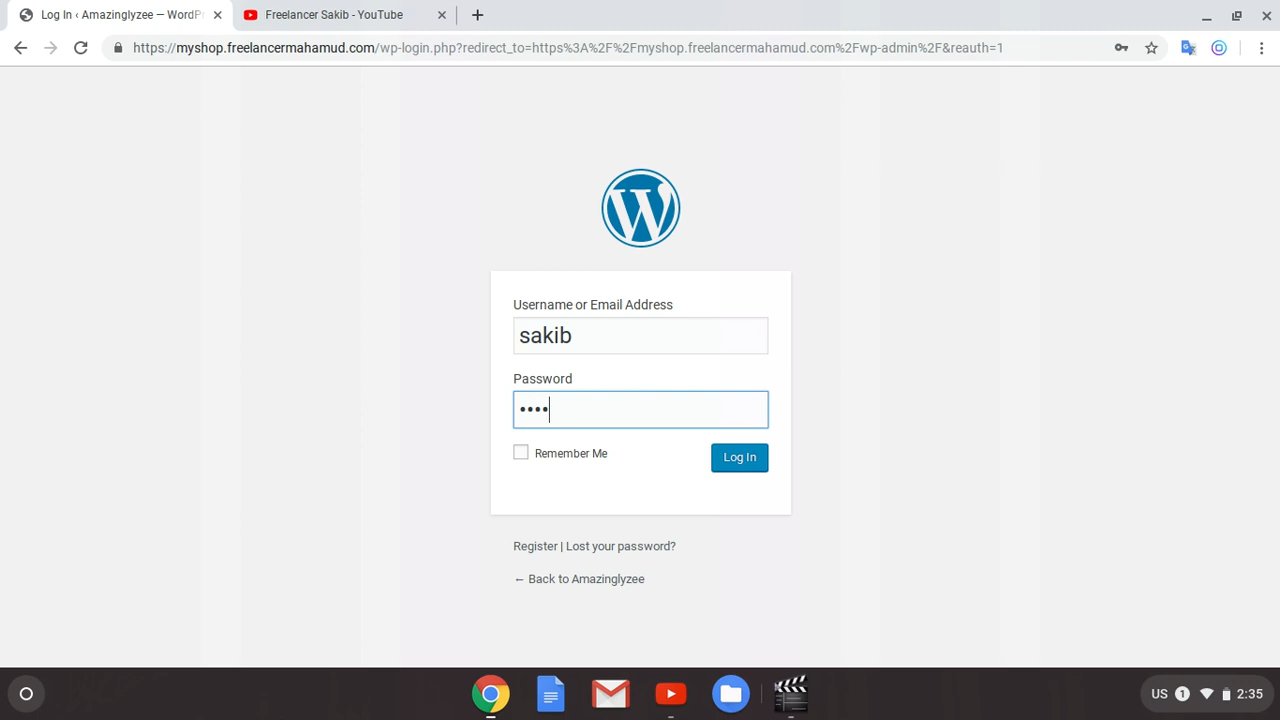 Log In ‹ Amazinglyzee — WordPr
Freelancer Sakib - YouTube
https://myshop.freelancermahamud.com/wp-login.php?redirect_to=https%3A%2F%2Fmyshop.freelancermahamud.com%2Fwp-admin%2F&reauth=1
Username or Email Address
sakib
Password
••••
Remember Me
Log In
Register | Lost your password?
← Back to Amazinglyzee
US 1 2:35